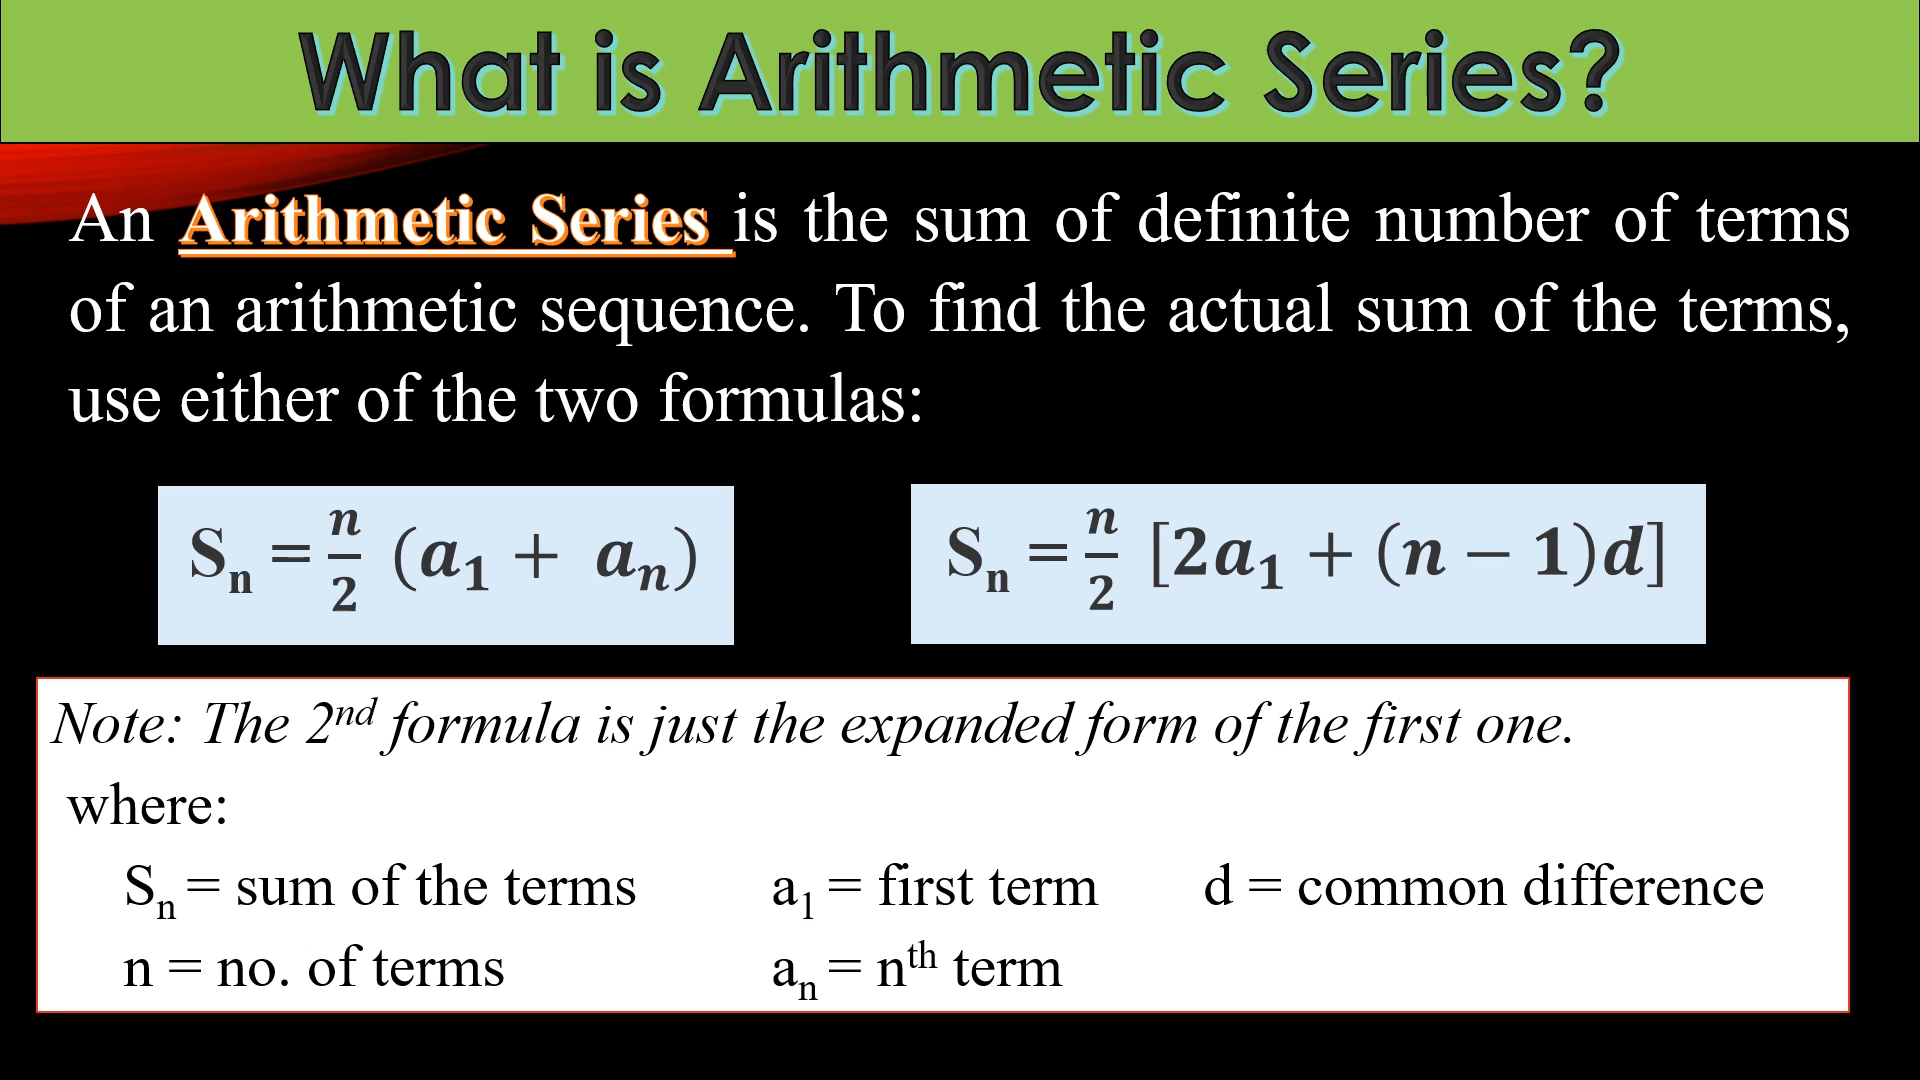 What is Arithmetic Series?
An Arithmetic Series is the sum of definite number of terms
of an arithmetic sequence. To find the actual sum of the terms,
use either of the two formulas:
Sₙ = n/2 (a₁ + aₙ)
Sₙ = n/2 [2a₁ + (n − 1)d]
Note: The 2ⁿᵈ formula is just the expanded form of the first one.
where:
Sₙ = sum of the terms a₁ = first term d = common difference
n = no. of terms aₙ = nᵗʰ term